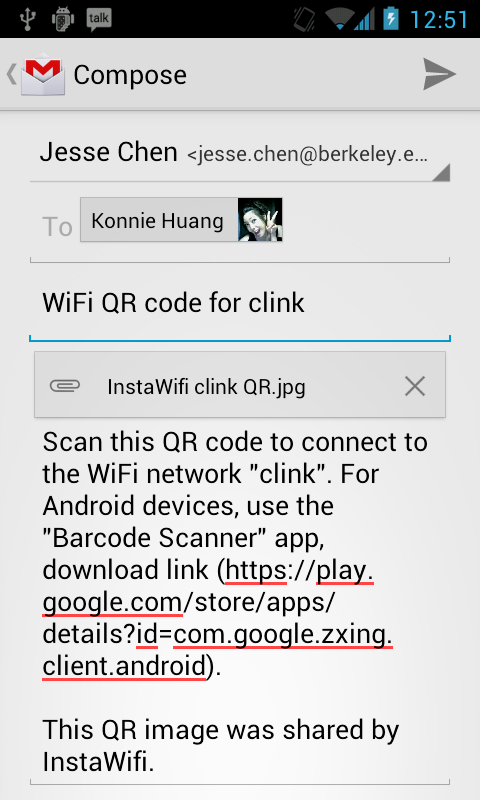 talk
12:51
Compose
Jesse Chen <jesse.chen@berkeley.e...
To Konnie Huang
WiFi QR code for clink
InstaWifi clink QR.jpg
Scan this QR code to connect to
the WiFi network "clink". For
Android devices, use the
"Barcode Scanner" app,
download link (https://play.
google.com/store/apps/
details?id=com.google.zxing.
client.android).
This QR image was shared by
InstaWifi.